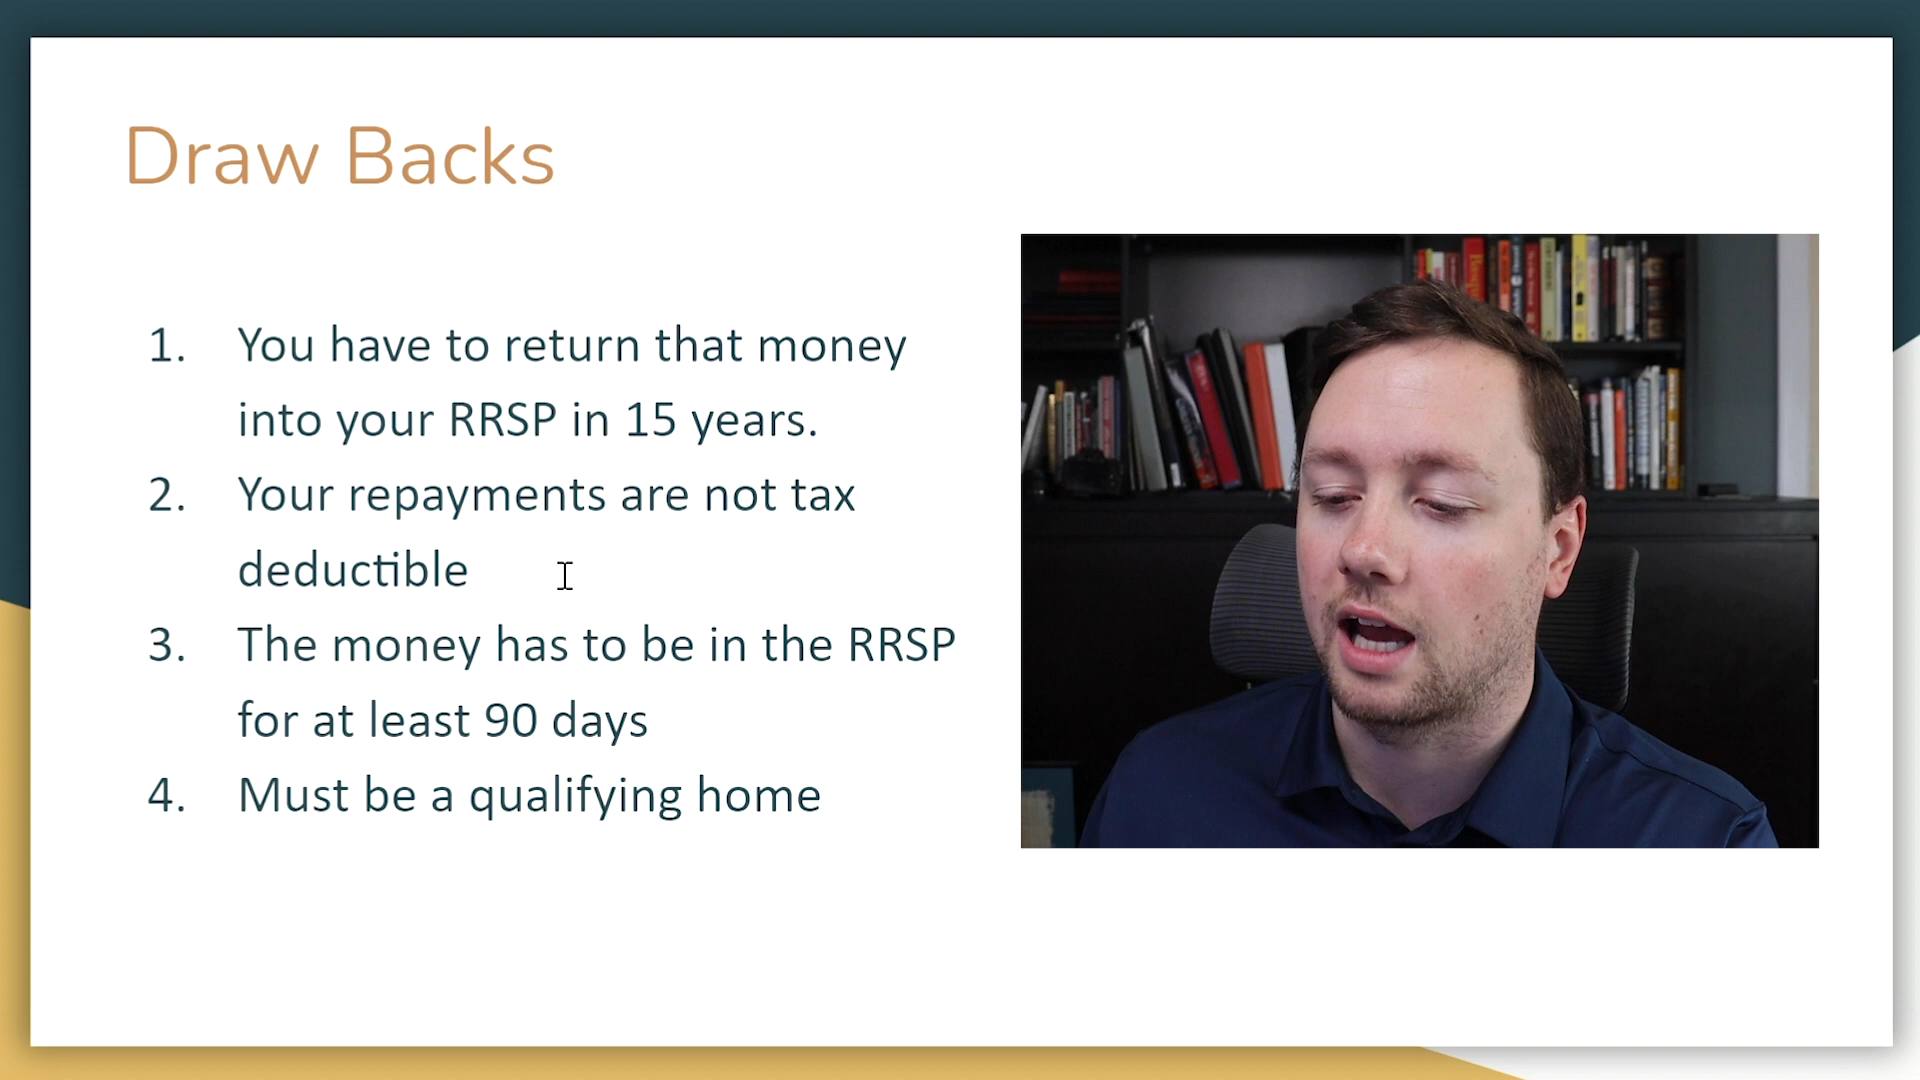 Draw Backs
1. You have to return that money
into your RRSP in 15 years.
2. Your repayments are not tax
deductible
3. The money has to be in the RRSP
for at least 90 days
4. Must be a qualifying home